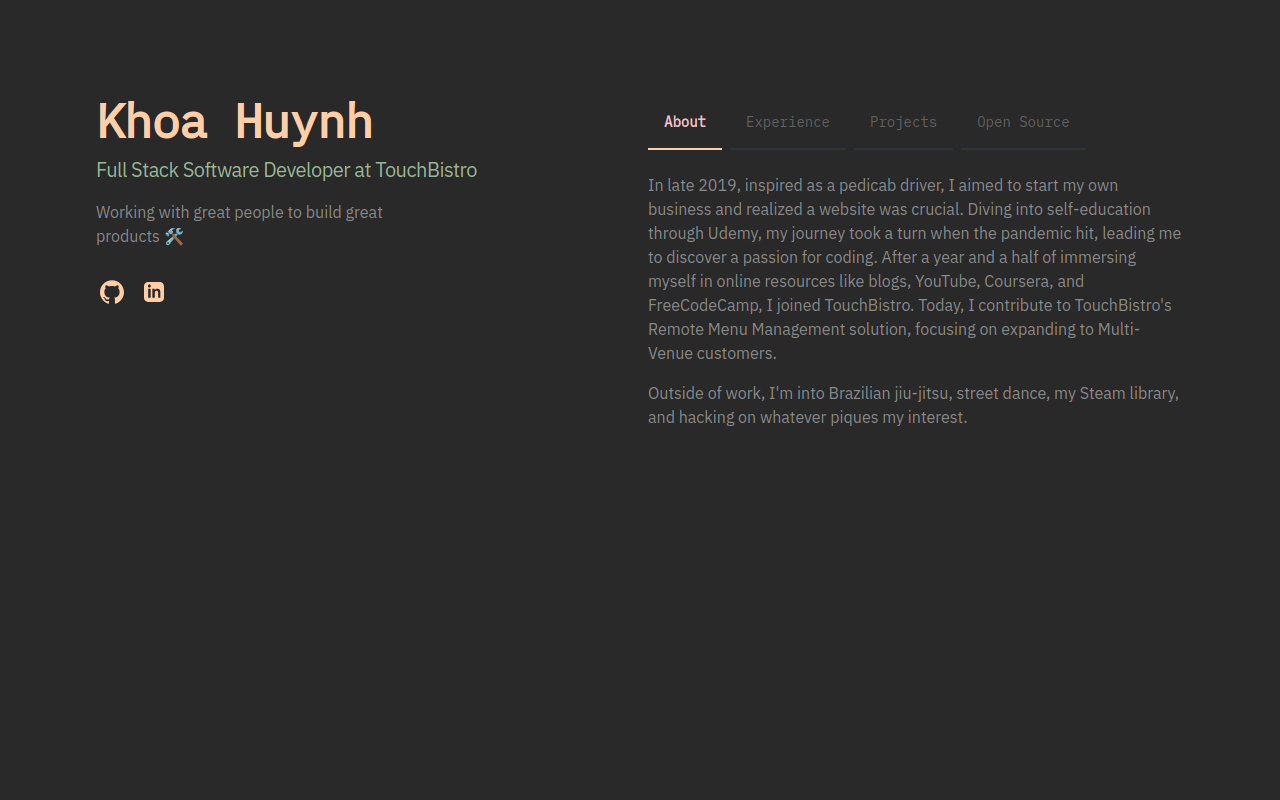 Khoa Huynh
Full Stack Software Developer at TouchBistro
Working with great people to build great
products 🛠️
About
Experience
Projects
Open Source
In late 2019, inspired as a pedicab driver, I aimed to start my own
business and realized a website was crucial. Diving into self-education
through Udemy, my journey took a turn when the pandemic hit, leading me
to discover a passion for coding. After a year and a half of immersing
myself in online resources like blogs, YouTube, Coursera, and
FreeCodeCamp, I joined TouchBistro. Today, I contribute to TouchBistro's
Remote Menu Management solution, focusing on expanding to Multi-
Venue customers.
Outside of work, I'm into Brazilian jiu-jitsu, street dance, my Steam library,
and hacking on whatever piques my interest.